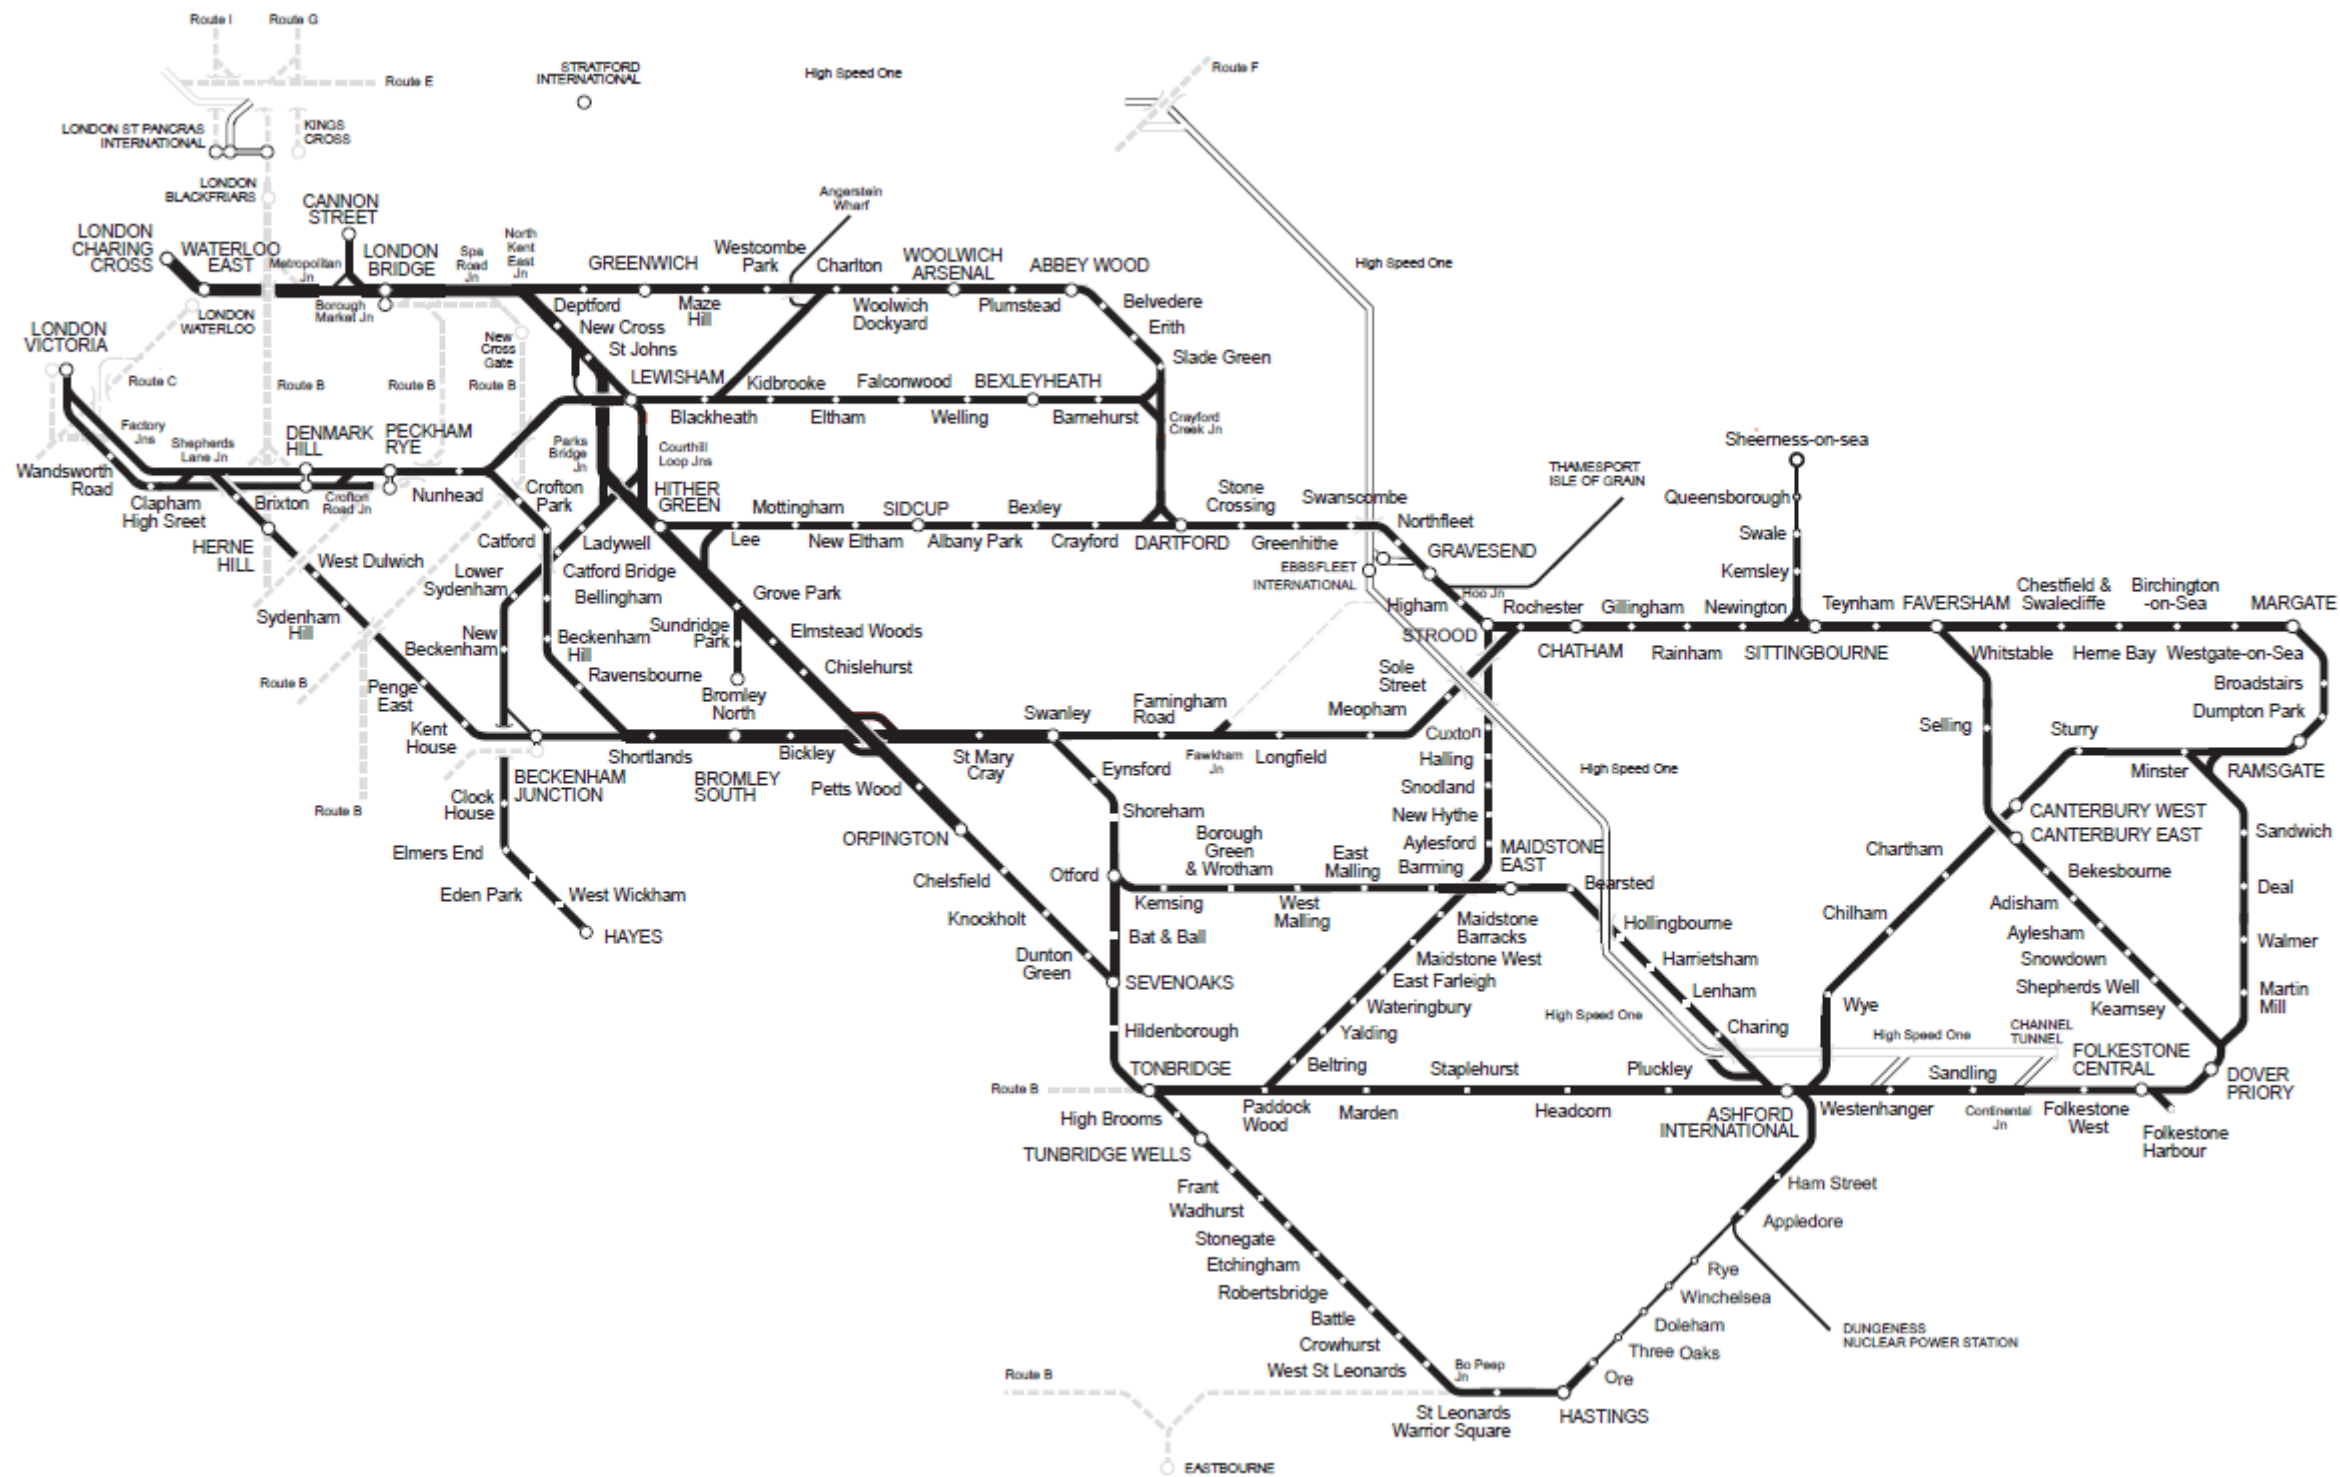 Route I
Route G
Route E
STRATFORD
INTERNATIONAL
High Speed One
Route F
LONDON ST PANCRAS
INTERNATIONAL
KINGS
CROSS
LONDON
BLACKFRIARS
CANNON
STREET
Angerstein
Wharf
LONDON
CHARING
CROSS
WATERLOO
EAST
Metropolitan
Jn
LONDON
BRIDGE
Spa
Road
Jn
North
Kent
East
Jn
GREENWICH
Westcombe
Park
Charlton
WOOLWICH
ARSENAL
ABBEY WOOD
High Speed One
Borough
Market Jn
Deptford
Maze
Hill
Woolwich
Dockyard
Plumstead
Belvedere
LONDON
WATERLOO
New Cross
Erith
LONDON
VICTORIA
New
Cross
Gate
St Johns
Slade Green
Route C
Route B
Route B
Route B
LEWISHAM
Kidbrooke
Falconwood
BEXLEYHEATH
Blackheath
Eltham
Welling
Barnehurst
Crayford
Creek Jn
Factory
Jns
Shepherds
Lane Jn
DENMARK
HILL
PECKHAM
RYE
Parks
Bridge
Jn
Courthill
Loop Jns
Sheerness-on-sea
Wandsworth
Road
Clapham
High Sreet
Brixton
Crofton
Road Jn
Nunhead
Crofton
Park
HITHER
GREEN
Mottingham
SIDCUP
Bexley
Stone
Crossing
Swanscombe
THAMESPORT
ISLE OF GRAIN
Queensborough
Northfleet
Swale
HERNE
HILL
West Dulwich
Catford
Ladywell
Lee
New Eltham
Albany Park
Crayford
DARTFORD
Greenhithe
GRAVESEND
EBBSFLEET
INTERNATIONAL
Kemsley
Lower
Sydenham
Catford Bridge
Bellingham
Grove Park
Hoo Jn
Higham
Rochester
Gillingham
Newington
Teynham
FAVERSHAM
Chestfield &
Swalecliffe
Birchington
-on-Sea
MARGATE
Sydenham
Hill
New
Beckenham
Beckenham
Hill
Sundridge
Park
Elmstead Woods
STROOD
CHATHAM
Rainham
SITTINGBOURNE
Whitstable
Herne Bay
Westgate-on-Sea
Chislehurst
Ravensbourne
Sole
Street
Broadstairs
Route B
Penge
East
Bromley
North
Swanley
Farningham
Road
Meopham
Dumpton Park
Kent
House
Selling
Sturry
Shortlands
Bickley
St Mary
Cray
Fawkham
Jn
Longfield
Cuxton
Halling
High Speed One
Minster
RAMSGATE
BECKENHAM
JUNCTION
BROMLEY
SOUTH
Petts Wood
Eynsford
Snodland
Route B
Clock
House
Shoreham
New Hythe
CANTERBURY WEST
CANTERBURY EAST
Sandwich
ORPINGTON
Borough
Green
& Wrotham
East
Malling
Aylesford
Barming
MAIDSTONE
EAST
Chartham
Elmers End
Eden Park
West Wickham
Chelsfield
Otford
Kemsing
West
Malling
Bearsted
Bekesbourne
Deal
Knockholt
Adisham
Chilham
Hollingbourne
Maidstone
Barracks
HAYES
Bat & Ball
Aylesham
Walmer
Dunton
Green
Maidstone West
Harrietsham
Snowdown
SEVENOAKS
East Farleigh
Lenham
Shepherds Well
Martin
Mill
Wateringbury
High Speed One
Wye
Kearnsey
Hildenborough
Yalding
Charing
High Speed One
CHANNEL
TUNNEL
TONBRIDGE
Beltring
Staplehurst
Pluckley
Sandling
FOLKESTONE
CENTRAL
DOVER
PRIORY
Route B
High Brooms
Paddock
Wood
Marden
Headcorn
ASHFORD
INTERNATIONAL
Westenhanger
Continental
Jn
Folkestone
West
Folkestone
Harbour
TUNBRIDGE WELLS
Frant
Ham Street
Wadhurst
Appledore
Stonegate
Etchingham
Rye
Robertsbridge
Winchelsea
Battle
Doleham
DUNGENESS
NUCLEAR POWER STATION
Crowhurst
Three Oaks
Route B
West St Leonards
Bo Peep
Jn
Ore
St Leonards
Warrior Square
HASTINGS
EASTBOURNE